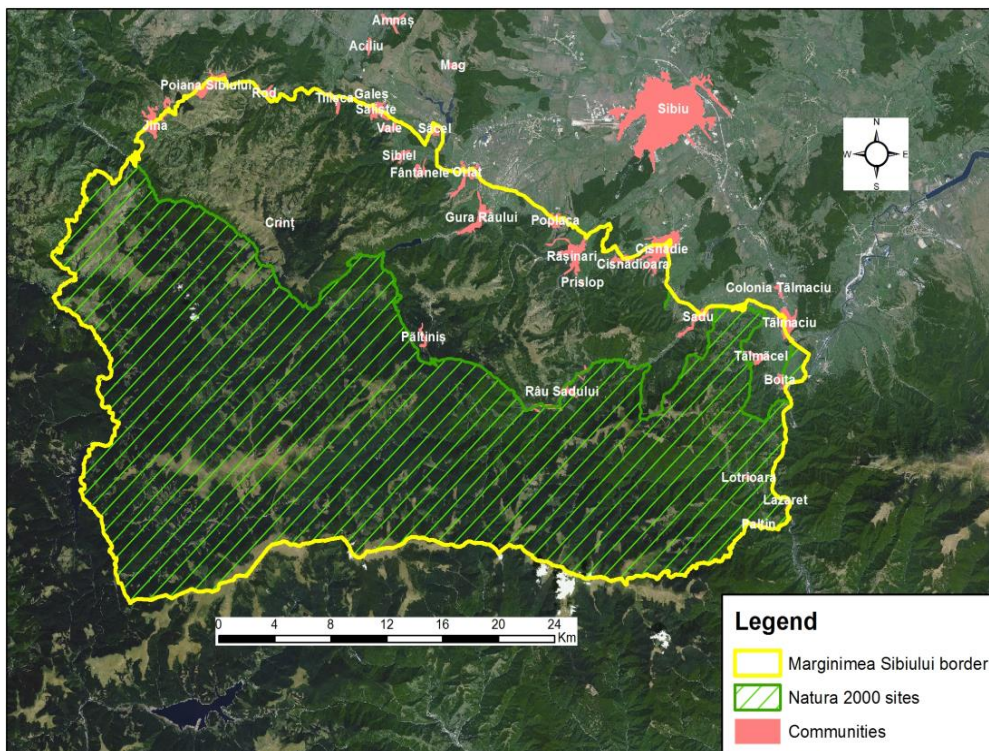 Amnaș
Aciliu
Mag
Poiana Sibiului
Rod
Galeș
Tilișca
Săliște
Sibiu
Jina
Vale
Săcel
Sibiel
Fântânele Orlat
N
W E
S
Crinț
Gura Râului
Poplaca
Cisnădie
Rășinari
Cisnădioara
Prislop
Colonia Tălmaciu
Sadu
Tălmaciu
Păltiniș
Tălmăcel
Boița
Râu Sadului
Lotrioara
Lazaret
Paltin
0 4 8 12 16 20 24
Km
Legend
Marginimea Sibiului border
Natura 2000 sites
Communities